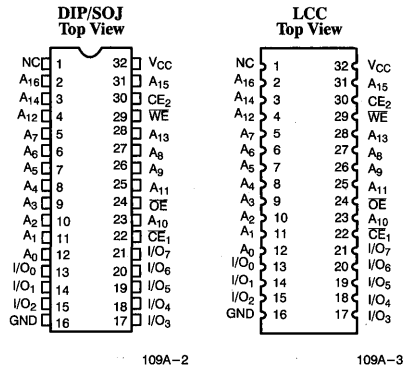 DIP/SOJ
Top View
NC 1 32 VCC
A16 2 31 A15
A14 3 30 CE2
A12 4 29 W̅E̅
A7 5 28 A13
A6 6 27 A8
A5 7 26 A9
A4 8 25 A11
A3 9 24 O̅E̅
A2 10 23 A10
A1 11 22 C̅E̅1
A0 12 21 I/O7
I/O0 13 20 I/O6
I/O1 14 19 I/O5
I/O2 15 18 I/O4
GND 16 17 I/O3
109A–2
LCC
Top View
NC 1 32 VCC
A16 2 31 A15
A14 3 30 CE2
A12 4 29 W̅E̅
A7 5 28 A13
A6 6 27 A8
A5 7 26 A9
A4 8 25 A11
A3 9 24 O̅E̅
A2 10 23 A10
A1 11 22 C̅E̅1
A0 12 21 I/O7
I/O0 13 20 I/O6
I/O1 14 19 I/O5
I/O2 15 18 I/O4
GND 16 17 I/O3
109A–3